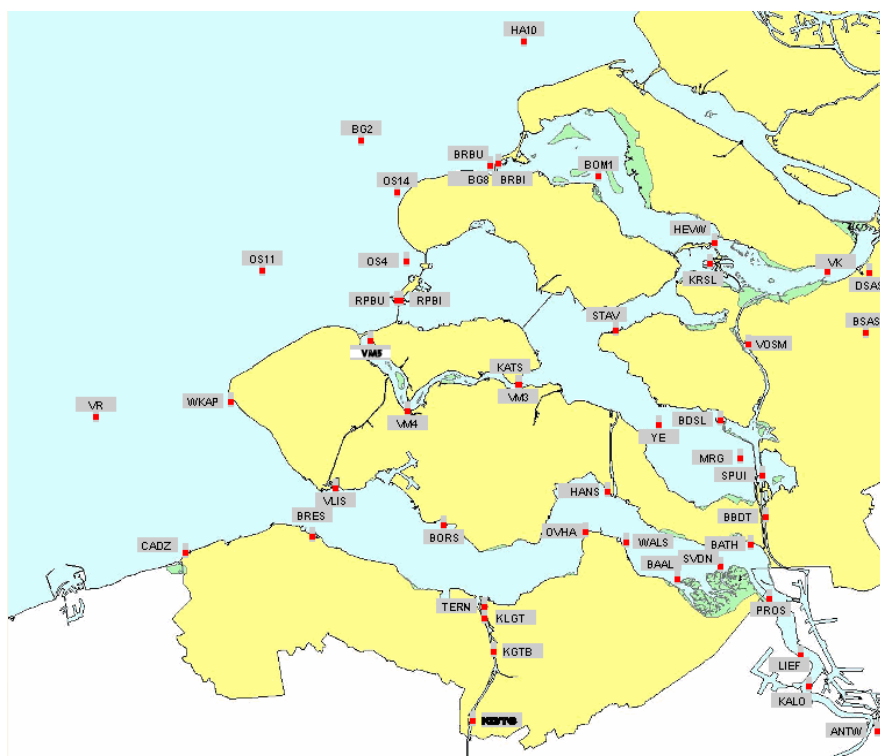 HA10
BG2
BRBU
BG8
BRBI
BOM1
OS14
HEVW
OS4
OS11
KRSL
VK
DSAS
RPBU
RPBI
STAV
BSAS
VM5
VOSM
KATS
VM3
WKAP
VR
VM4
BDSL
YE
MRG
SPUI
HANS
VLIS
BRES
BBDT
BORS
OVHA
WALS
BATH
CADZ
SVDN
BAAL
TERN
KLGT
PROS
KGTB
LIEF
KALO
ANTW